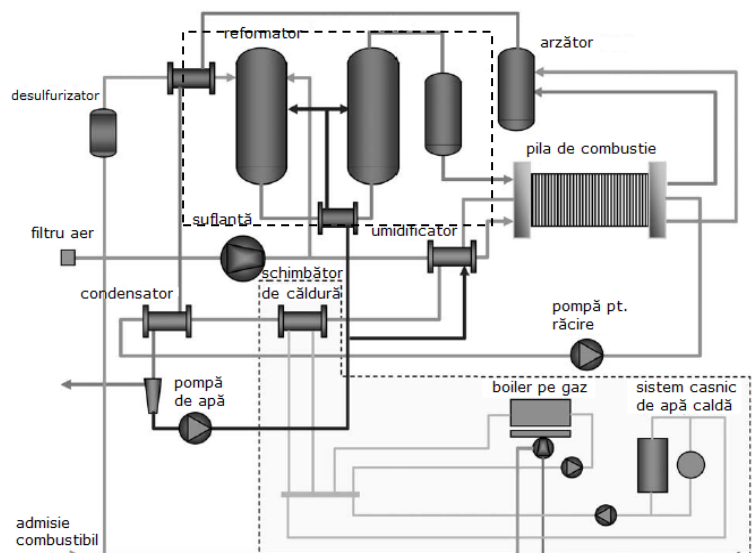 reformator
arzător
desulfurizator
pila de combustie
suflantă
umidificator
filtru aer
schimbător
de căldură
condensator
pompă pt.
răcire
pompă
de apă
boiler pe gaz
sistem casnic
de apă caldă
admisie
combustibil